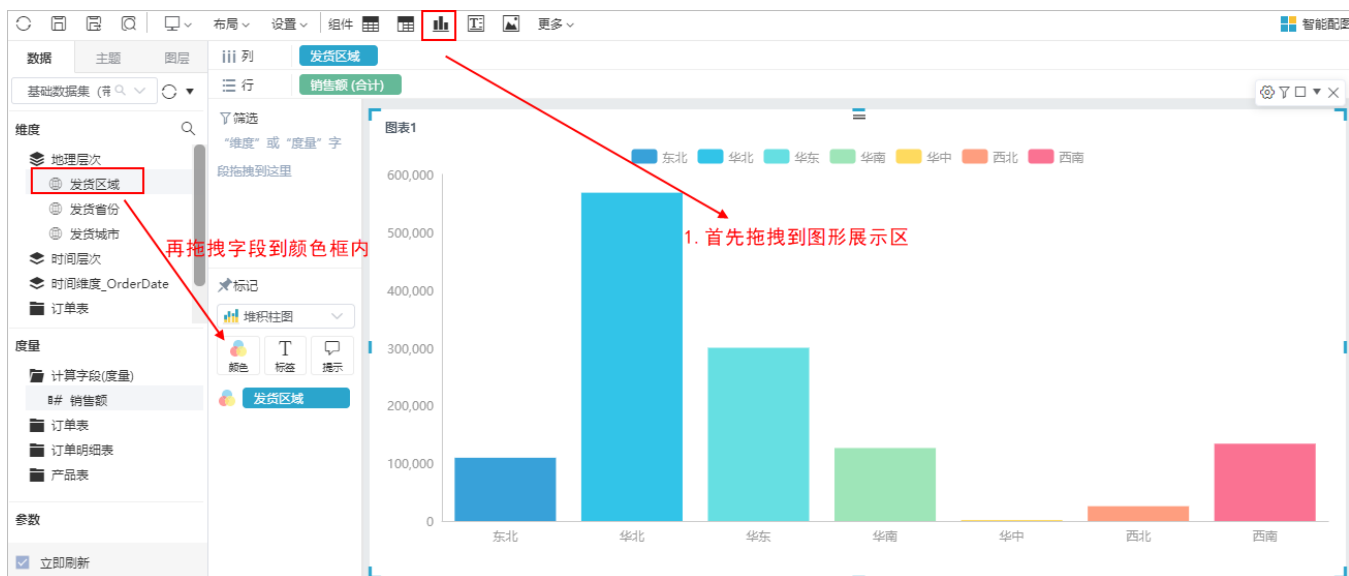 布局 设置 组件 更多 智能配图
数据 主题 图层
列 发货区域
基础数据集 (
行 销售额 (合计)
维度
地理层次
发货区域
发货省份
发货城市
时间层次
时间维度_OrderDate
订单表
度量
计算字段(度量)
销售额
订单表
订单明细表
产品表
参数
立即刷新
筛选
“维度” 或 “度量” 字
段拖拽到这里
再拖拽字段到颜色框内
标记
堆积柱图
颜色 标签 提示
发货区域
图表1
东北 华北 华东 华南 华中 西北 西南
1. 首先拖拽到图形展示区
600,000
500,000
400,000
300,000
200,000
100,000
0
东北 华北 华东 华南 华中 西北 西南